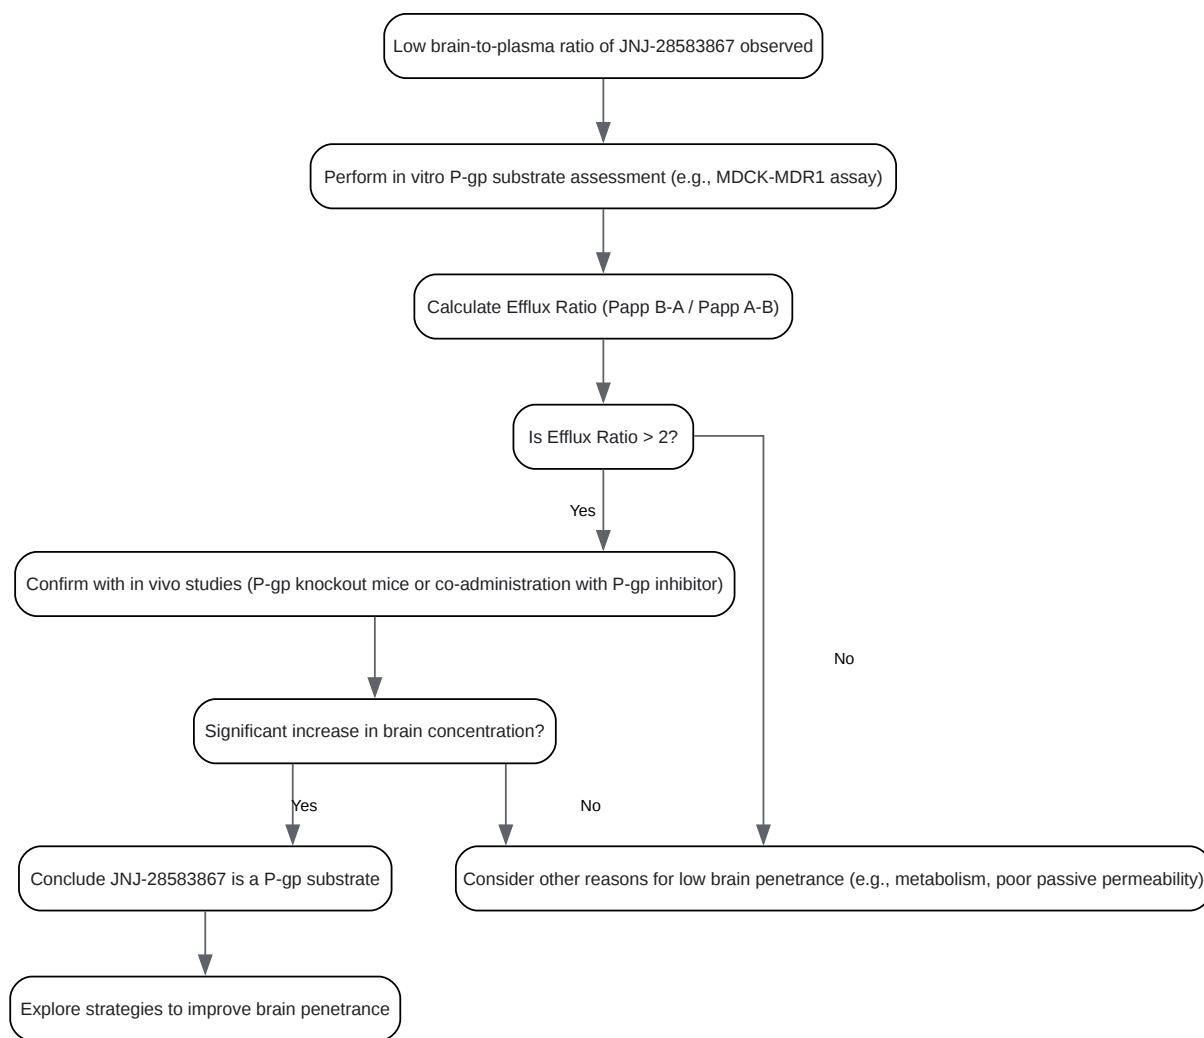 Low brain-to-plasma ratio of JNJ-28583867 observed
Perform in vitro P-gp substrate assessment (e.g., MDCK-MDR1 assay)
Calculate Efflux Ratio (Papp B-A / Papp A-B)
Is Efflux Ratio > 2?
Yes
Confirm with in vivo studies (P-gp knockout mice or co-administration with P-gp inhibitor)
No
Significant increase in brain concentration?
Yes
No
Conclude JNJ-28583867 is a P-gp substrate
Consider other reasons for low brain penetrance (e.g., metabolism, poor passive permeability)
Explore strategies to improve brain penetrance